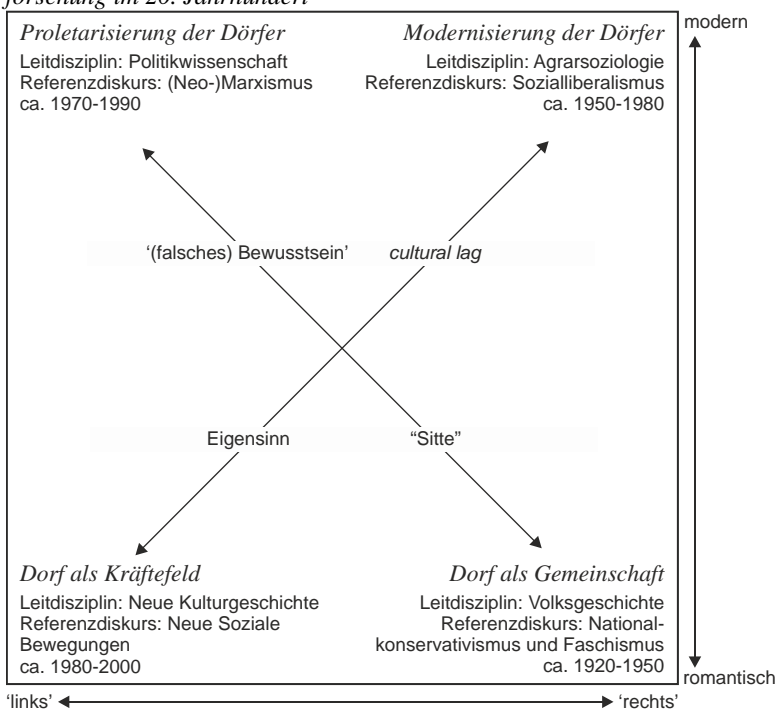 forschung im 20. Jahrhundert
modern
Proletarisierung der Dörfer
Leitdisziplin: Politikwissenschaft
Referenzdiskurs: (Neo-)Marxismus
ca. 1970-1990
Modernisierung der Dörfer
Leitdisziplin: Agrarsoziologie
Referenzdiskurs: Sozialliberalismus
ca. 1950-1980
‘(falsches) Bewusstsein’
cultural lag
Eigensinn
“Sitte”
Dorf als Kräftefeld
Leitdisziplin: Neue Kulturgeschichte
Referenzdiskurs: Neue Soziale
Bewegungen
ca. 1980-2000
Dorf als Gemeinschaft
Leitdisziplin: Volksgeschichte
Referenzdiskurs: National-
konservativismus und Faschismus
ca. 1920-1950
romantisch
‘links’
‘rechts’